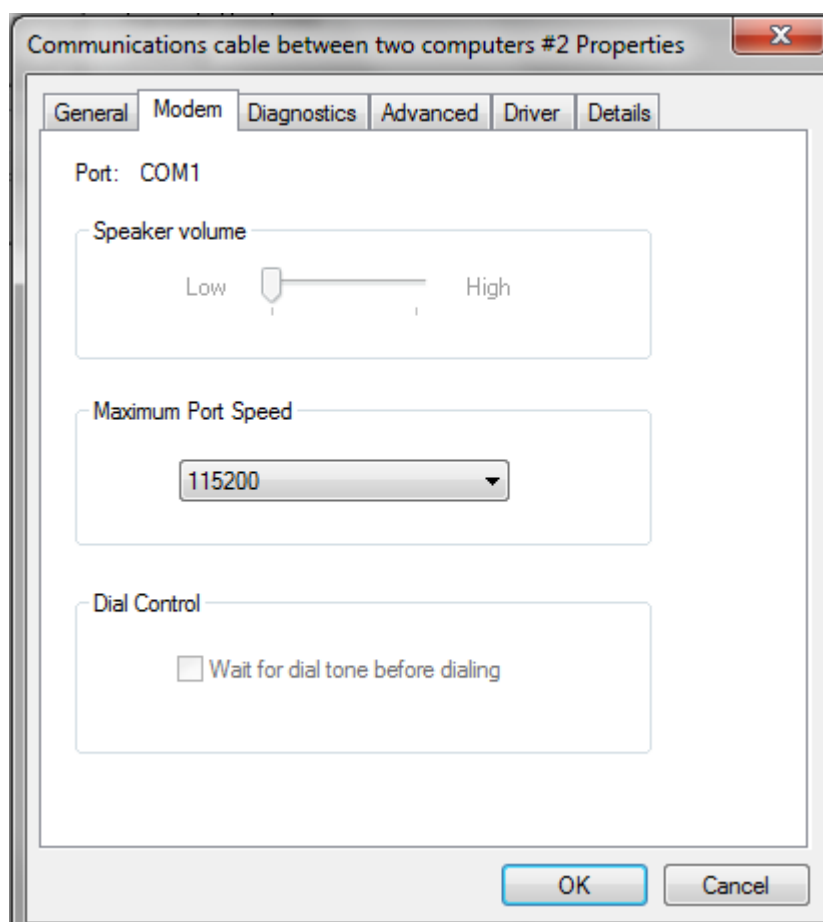 Communications cable between two computers #2 Properties
General Modem Diagnostics Advanced Driver Details
Port: COM1
Speaker volume
Low High
Maximum Port Speed
115200
Dial Control
Wait for dial tone before dialing
OK Cancel